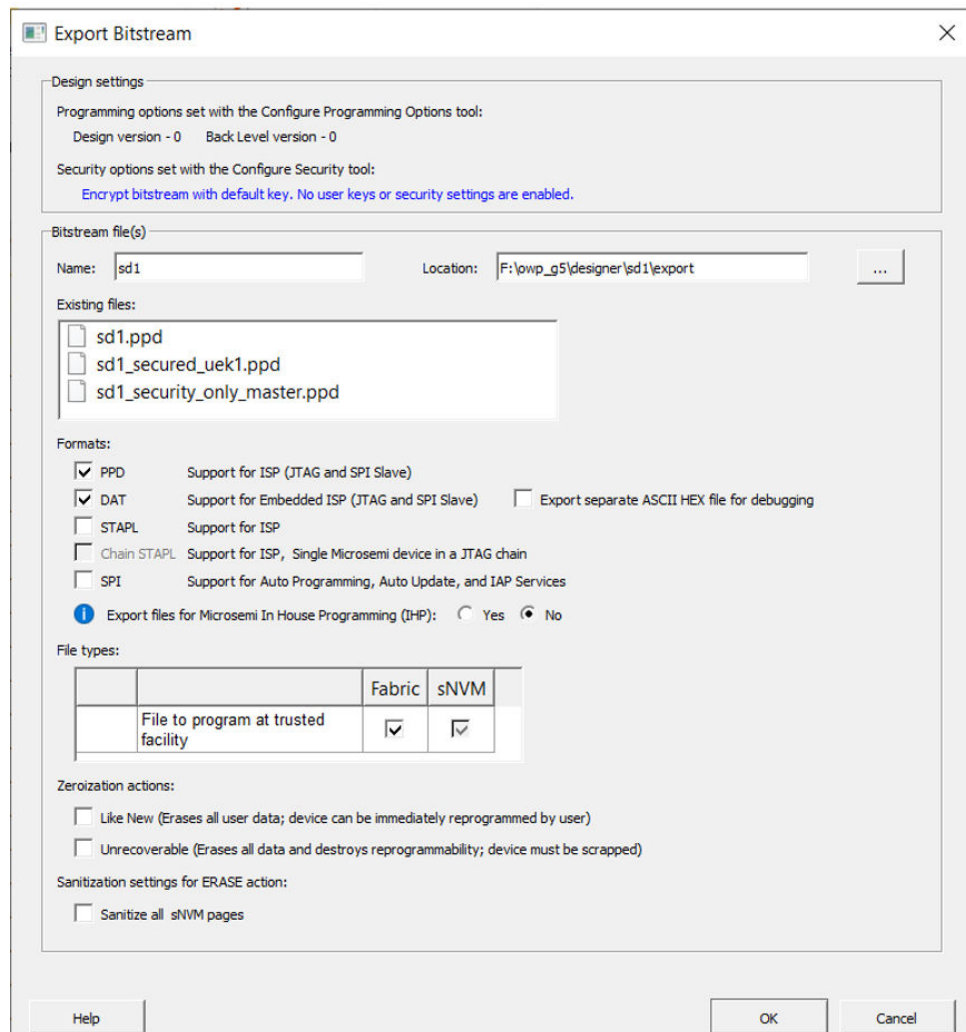 Export Bitstream
Design settings
Programming options set with the Configure Programming Options tool:
Design version - 0 Back Level version - 0
Security options set with the Configure Security tool:
Encrypt bitstream with default key. No user keys or security settings are enabled.
Bitstream file(s)
Name: sd1 Location: F:\owp_g5\designer\sd1\export ...
Existing files:
sd1.ppd
sd1_secured_uek1.ppd
sd1_security_only_master.ppd
Formats:
PPD Support for ISP (JTAG and SPI Slave)
DAT Support for Embedded ISP (JTAG and SPI Slave) Export separate ASCII HEX file for debugging
STAPL Support for ISP
Chain STAPL Support for ISP, Single Microsemi device in a JTAG chain
SPI Support for Auto Programming, Auto Update, and IAP Services
i Export files for Microsemi In House Programming (IHP): Yes No
File types:
Fabric sNVM
File to program at trusted
facility
Zeroization actions:
Like New (Erases all user data; device can be immediately reprogrammed by user)
Unrecoverable (Erases all data and destroys reprogrammability; device must be scrapped)
Sanitization settings for ERASE action:
Sanitize all sNVM pages
Help OK Cancel